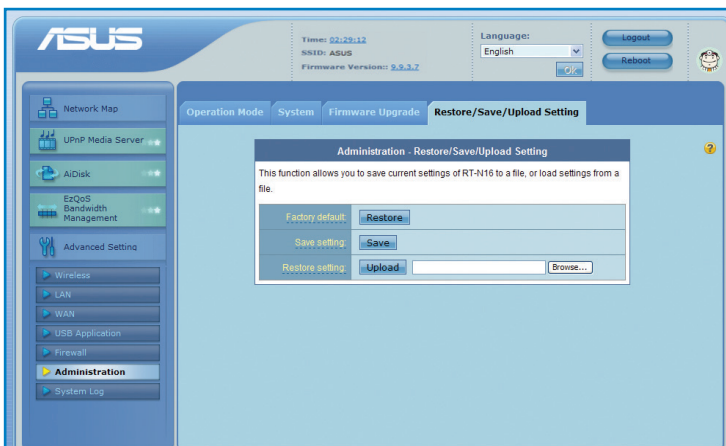 ASUS
Time: 02:29:12
SSID: ASUS
Firmware Version: 9.9.3.7
Language:
English
OK
Logout
Reboot
Network Map
UPnP Media Server
AiDisk
EzQoS
Bandwidth
Management
Advanced Setting
Wireless
LAN
WAN
USB Application
Firewall
Administration
System Log
Operation Mode System Firmware Upgrade Restore/Save/Upload Setting
Administration - Restore/Save/Upload Setting
This function allows you to save current settings of RT-N16 to a file, or load settings from a
file.
Factory default: Restore
Save setting: Save
Restore setting: Upload Browse...
?